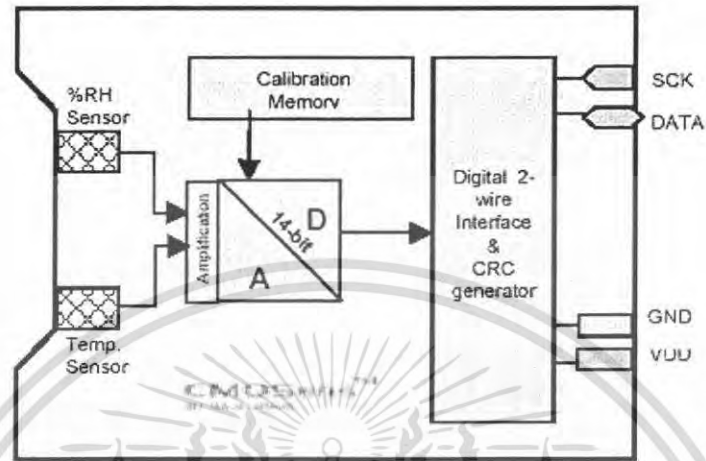 %RH
Sensor
Calibration
Memory
SCK
DATA
Amplification
14-bit
D
A
Digital 2-
wire
Interface
&
CRC
generator
Temp.
Sensor
GND
VDD